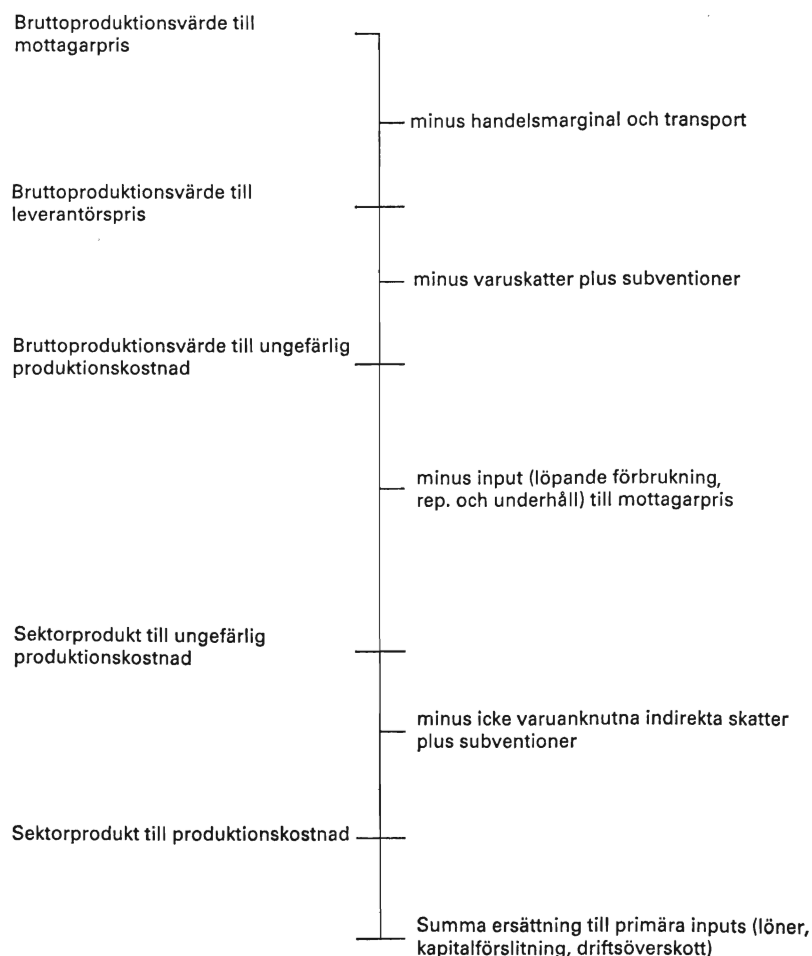 Bruttoproduktionsvärde till
mottagarpris
minus handelsmarginal och transport
Bruttoproduktionsvärde till
leverantörspris
minus varuskatter plus subventioner
Bruttoproduktionsvärde till ungefärlig
produktionskostnad
minus input (löpande förbrukning,
rep. och underhåll) till mottagarpris
Sektorprodukt till ungefärlig
produktionskostnad
minus icke varuanknutna indirekta skatter
plus subventioner
Sektorprodukt till produktionskostnad
Summa ersättning till primära inputs (löner,
kapitalförslitning, driftsöverskott)